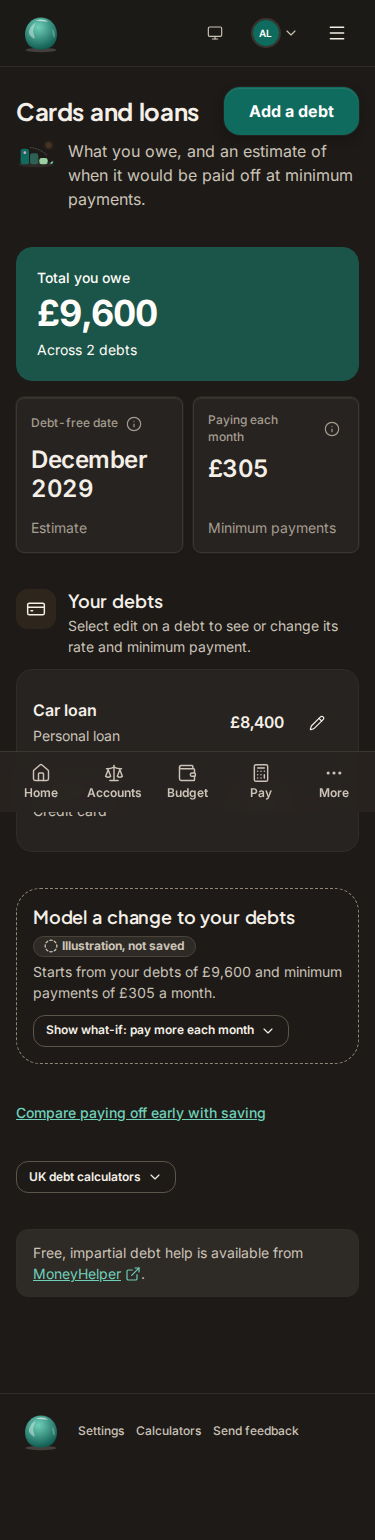 AL
Cards and loans
Add a debt
What you owe, and an estimate of
when it would be paid off at minimum
payments.
Total you owe
£9,600
Across 2 debts
Debt-free date
December
2029
Estimate
Paying each
month
£305
Minimum payments
Your debts
Select edit on a debt to see or change its
rate and minimum payment.
Car loan
£8,400
Personal loan
Home
Accounts
Budget
Pay
More
Credit card
Model a change to your debts
Illustration, not saved
Starts from your debts of £9,600 and minimum
payments of £305 a month.
Show what-if: pay more each month
Compare paying off early with saving
UK debt calculators
Free, impartial debt help is available from
MoneyHelper .
Settings Calculators Send feedback